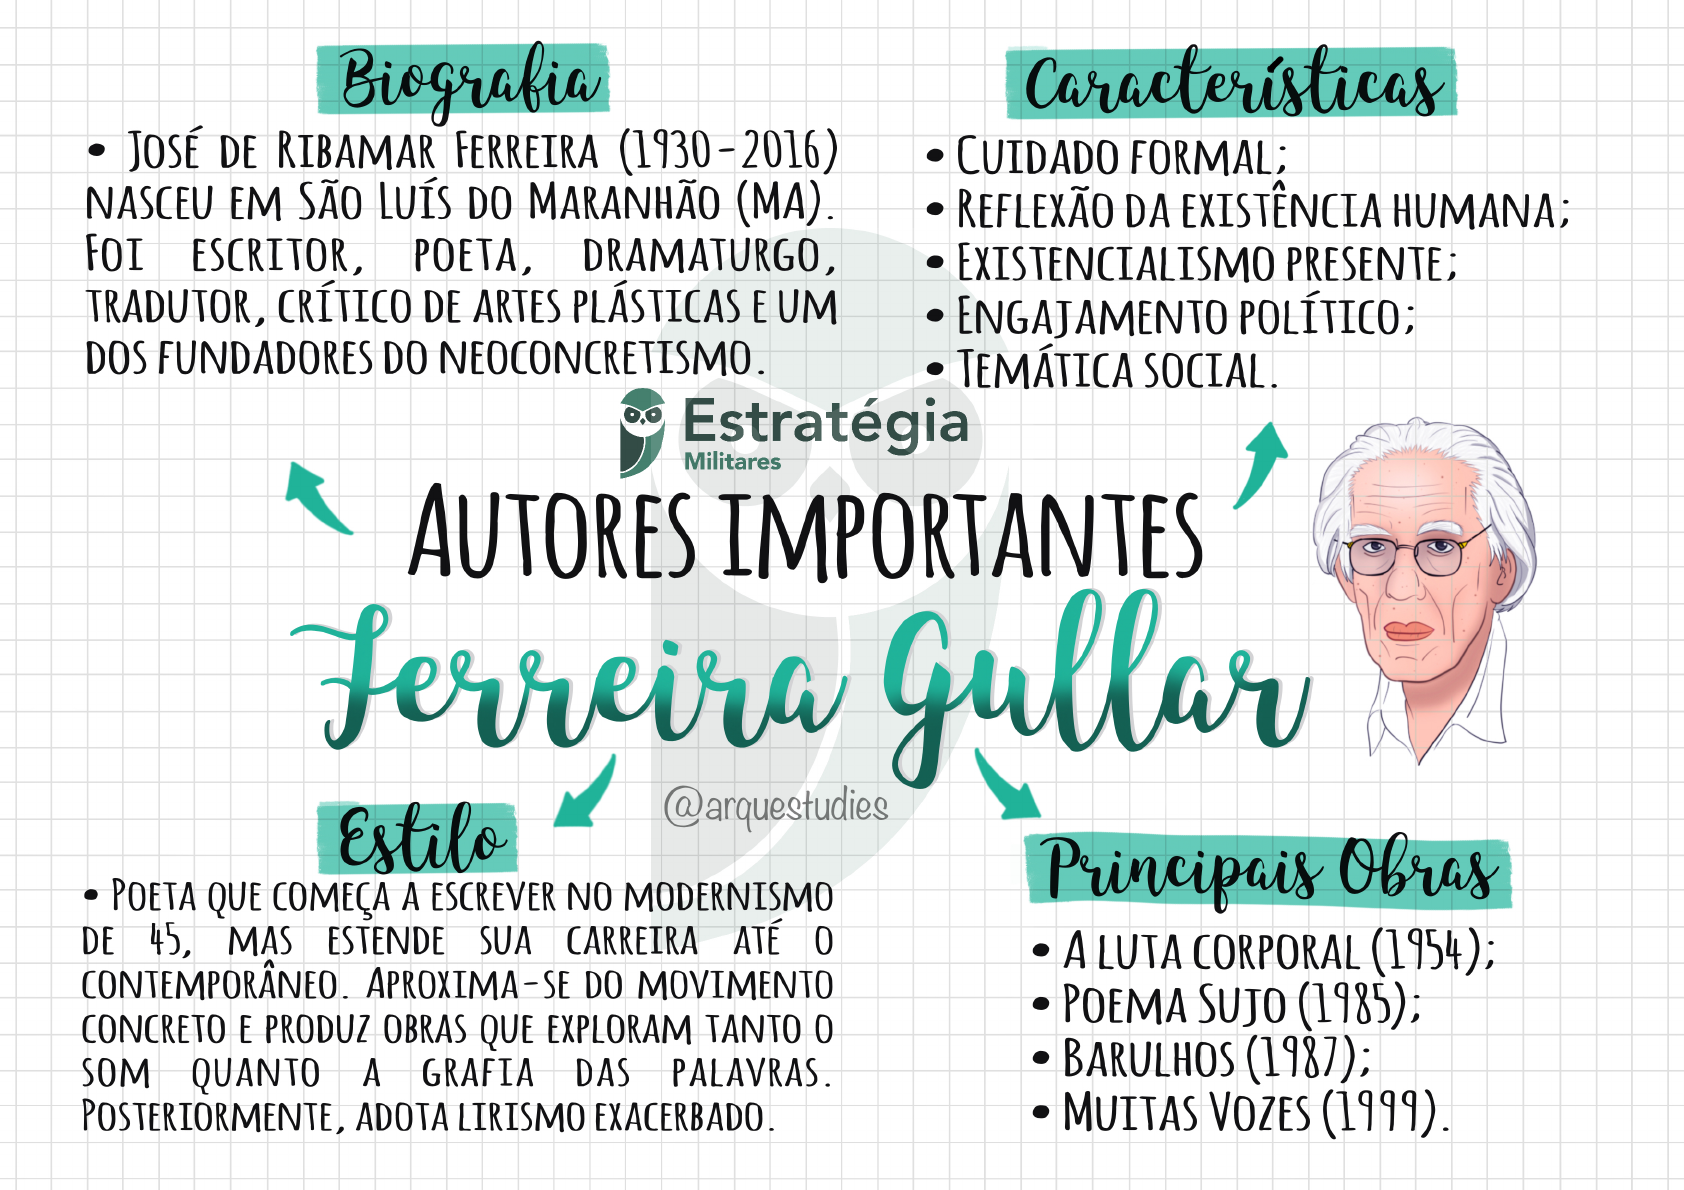 Biografia
• José de Ribamar Ferreira (1930-2016)
nasceu em São Luís do Maranhão (MA).
Foi escritor, poeta, dramaturgo,
tradutor, crítico de artes plásticas e um
dos fundadores do neoconcretismo.
Características
• Cuidado formal;
• Reflexão da existência humana;
• Existencialismo presente;
• Engajamento político;
• Temática social.
Estratégia
Militares
Autores importantes
Ferreira Gullar
@arquestudies
Estilo
• Poeta que começa a escrever no modernismo
de 45, mas estende sua carreira até o
contemporâneo. Aproxima-se do movimento
concreto e produz obras que exploram tanto o
som quanto a grafia das palavras.
Posteriormente, adota lirismo exacerbado.
Principais Obras
• A luta corporal (1954);
• Poema Sujo (1985);
• Barulhos (1987);
• Muitas Vozes (1999).